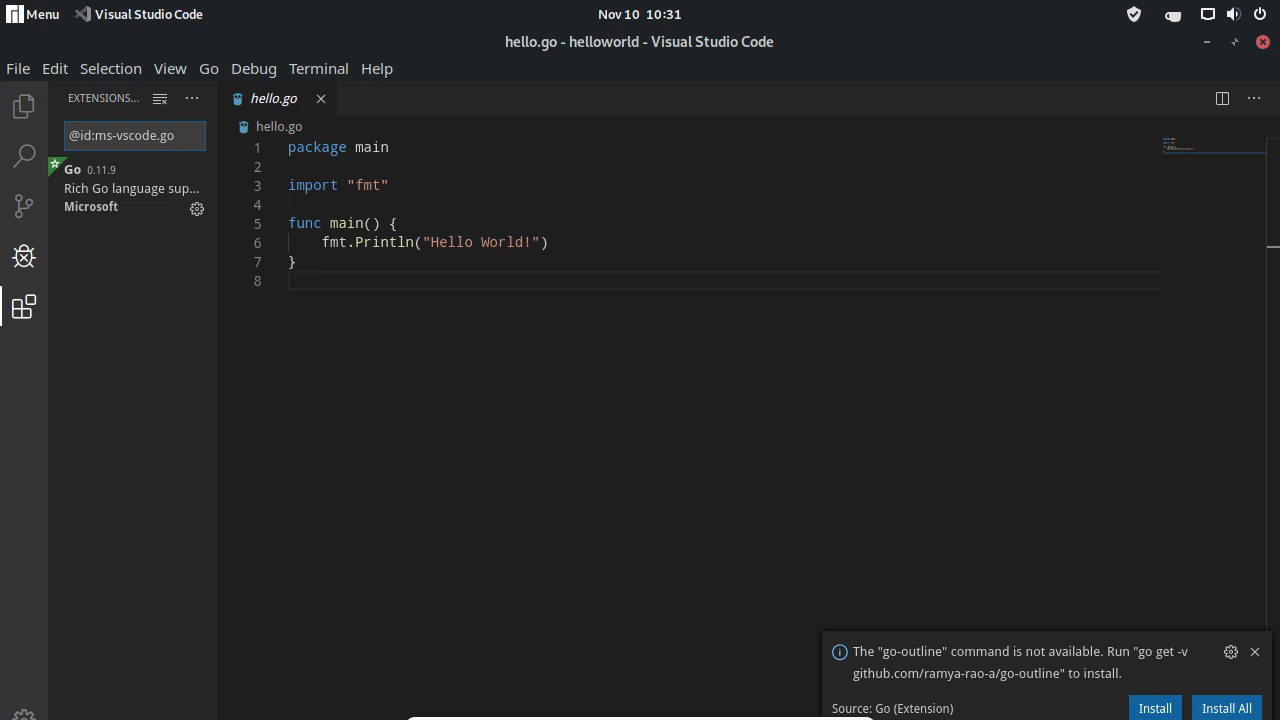 Menu Visual Studio Code Nov 10 10:31
hello.go - helloworld - Visual Studio Code
File Edit Selection View Go Debug Terminal Help
EXTENSIONS...
@id:ms-vscode.go
Go 0.11.9
Rich Go language sup...
Microsoft
hello.go
hello.go
1 package main
2
3 import "fmt"
4
5 func main() {
6 fmt.Println("Hello World!")
7 }
8
The "go-outline" command is not available. Run "go get -v
github.com/ramya-rao-a/go-outline" to install.
Source: Go (Extension) Install Install All